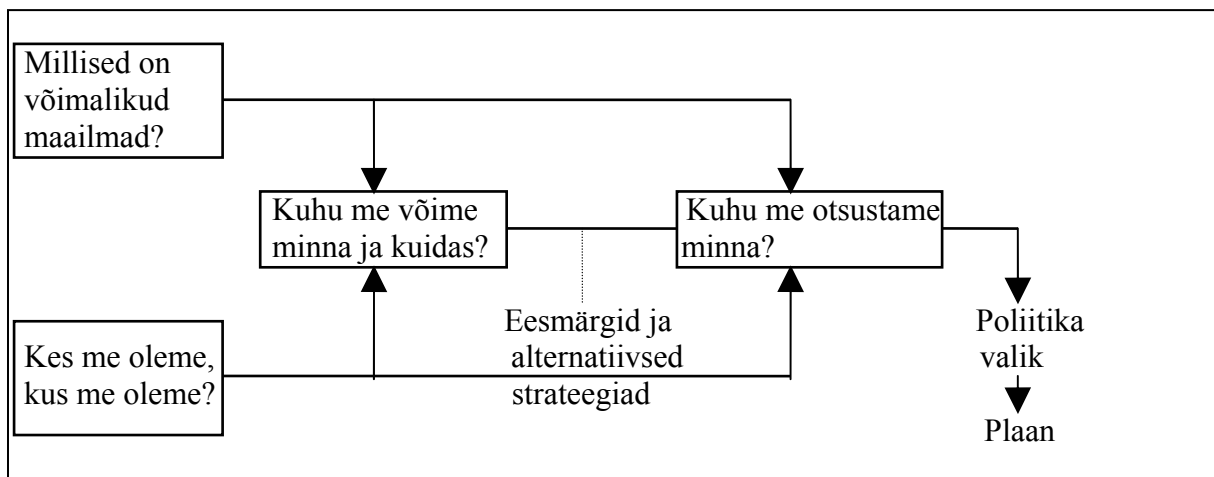 Millised on
võimalikud
maailmad?
Kuhu me võime
minna ja kuidas?
Kuhu me otsustame
minna?
Kes me oleme,
kus me oleme?
Eesmärgid ja
alternatiivsed
strateegiad
Poliitika
valik
Plaan